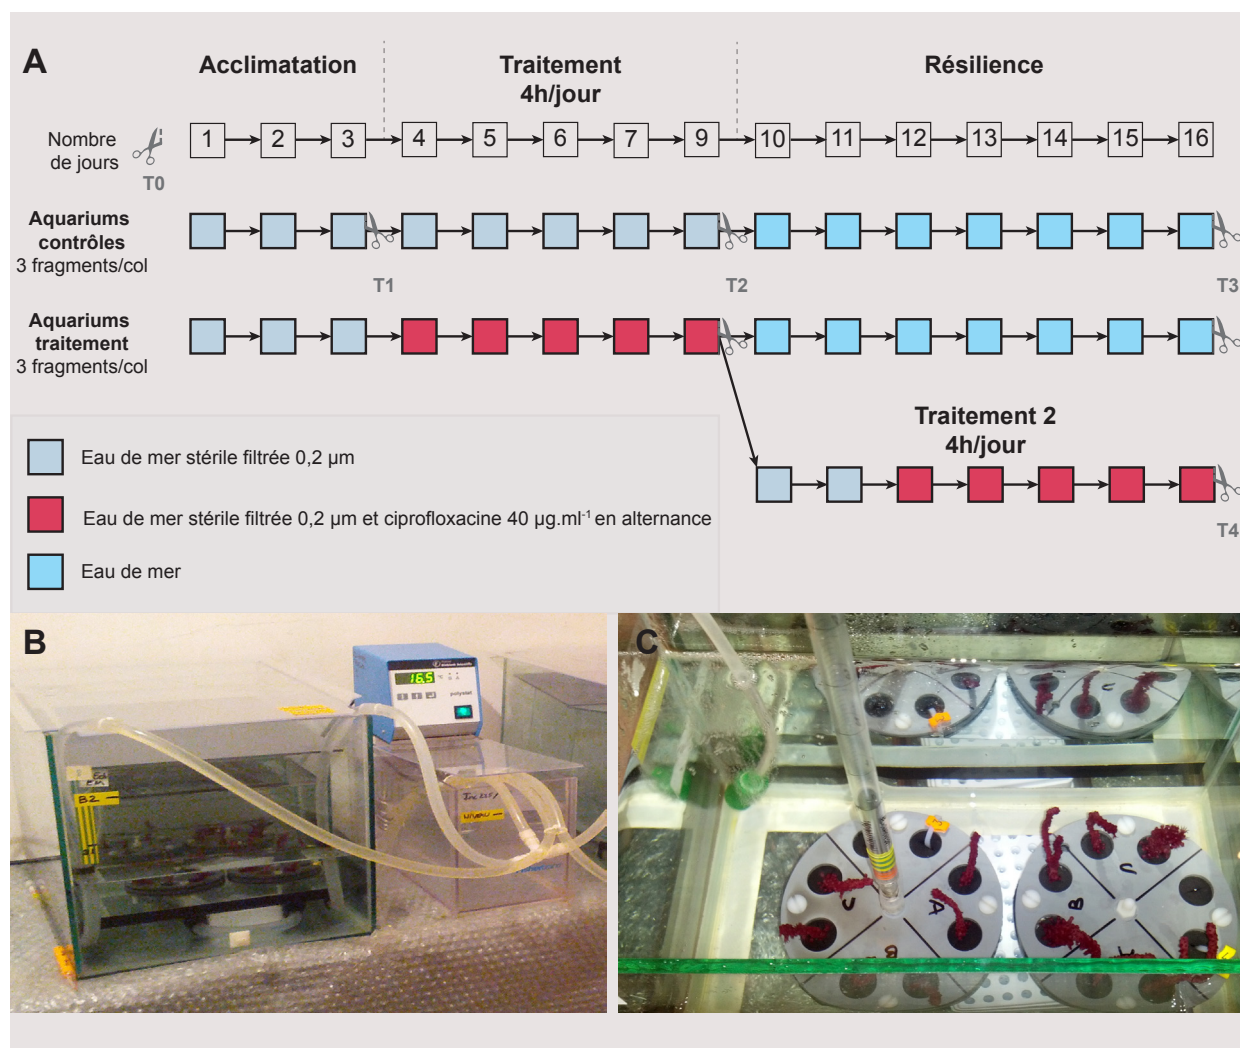 A
Acclimatation
Traitement
4h/jour
Résilience
Nombre
de jours
1 2 3 4 5 6 7 9 10 11 12 13 14 15 16
T0
Aquariums
contrôles
3 fragments/col
T1
T2
T3
Aquariums
traitement
3 fragments/col
Traitement 2
4h/jour
T4
Eau de mer stérile filtrée 0,2 µm
Eau de mer stérile filtrée 0,2 µm et ciprofloxacine 40 µg.ml⁻¹ en alternance
Eau de mer
B
16.5
polystat
B2
C
U
A
B
U
B